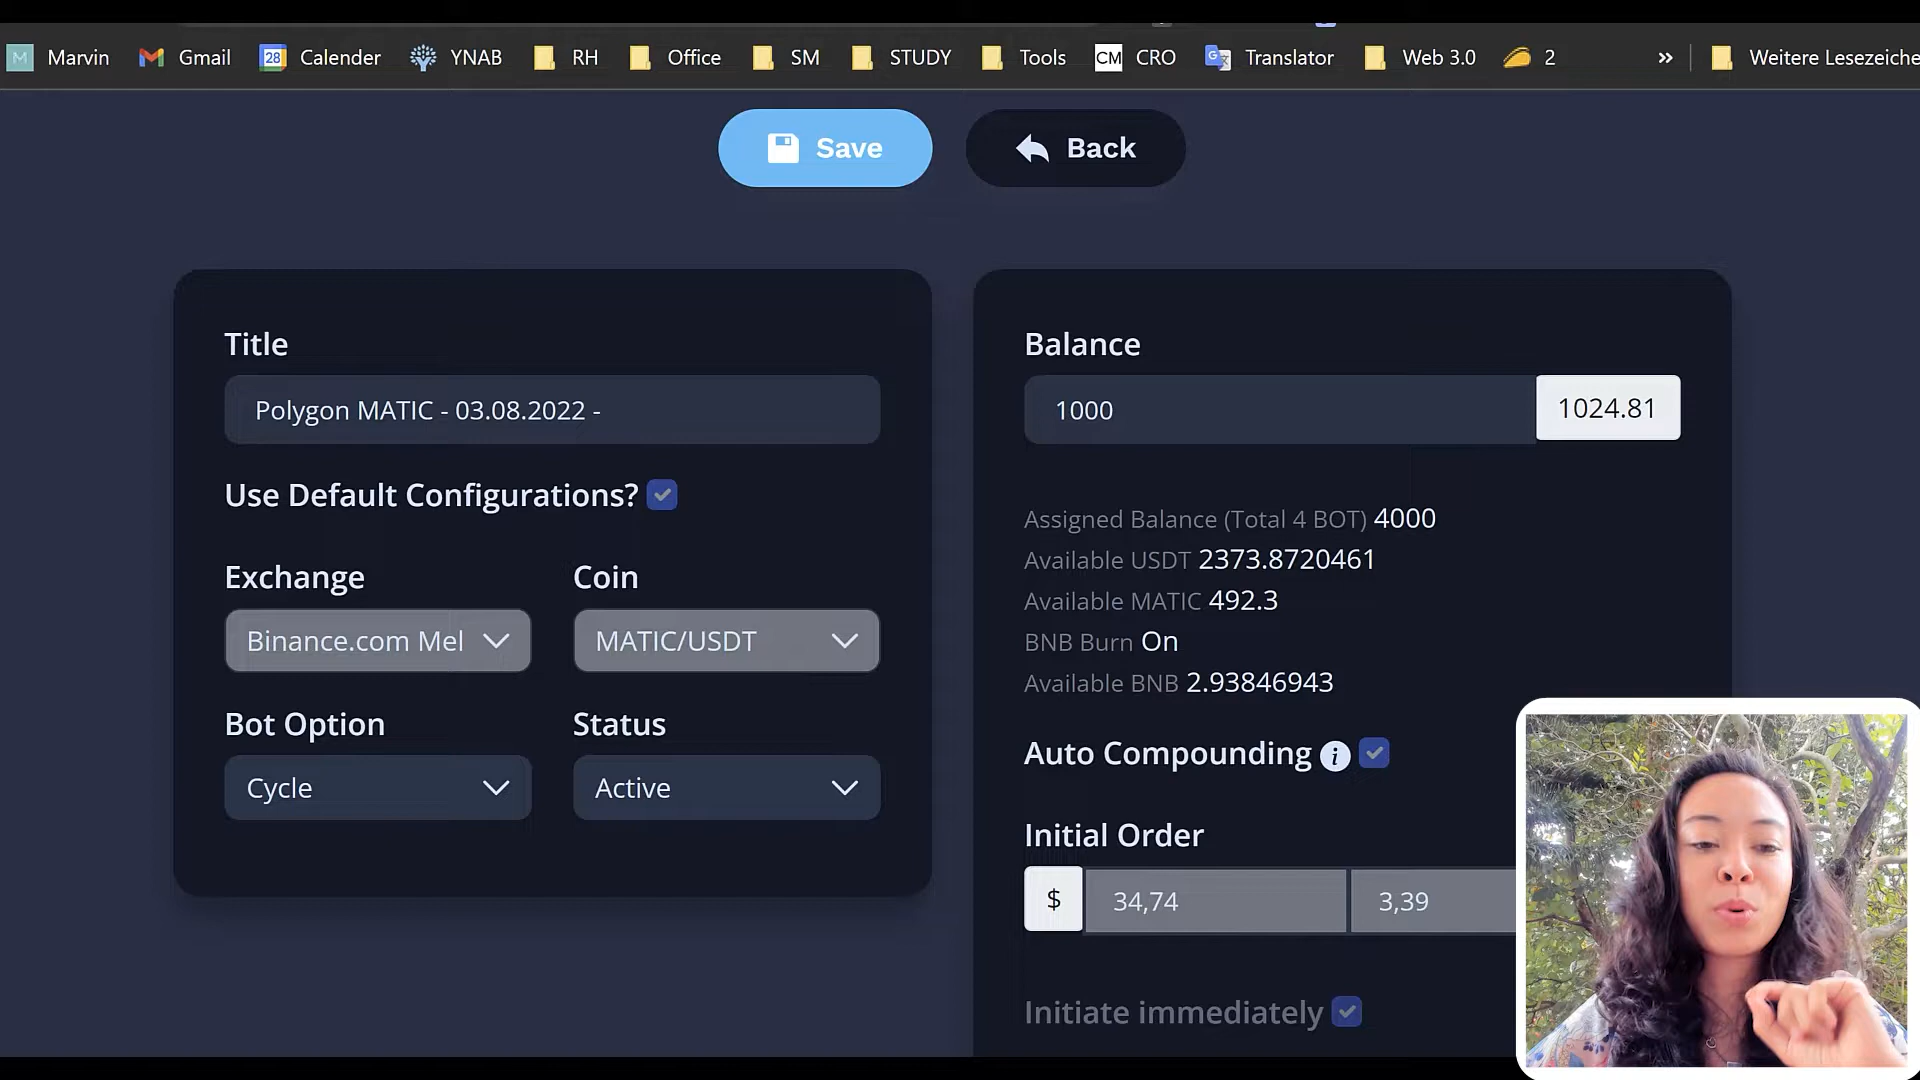 M Marvin Gmail 28 Calender YNAB RH Office SM STUDY Tools CM CRO Translator Web 3.0 2 » Weitere Lesezeiche
Save Back
Title
Polygon MATIC - 03.08.2022 -
Use Default Configurations?
Exchange Coin
Binance.com Mel MATIC/USDT
Bot Option Status
Cycle Active
Balance
1000 1024.81
Assigned Balance (Total 4 BOT) 4000
Available USDT 2373.8720461
Available MATIC 492.3
BNB Burn On
Available BNB 2.93846943
Auto Compounding i
Initial Order
$ 34,74 3,39
Initiate immediately